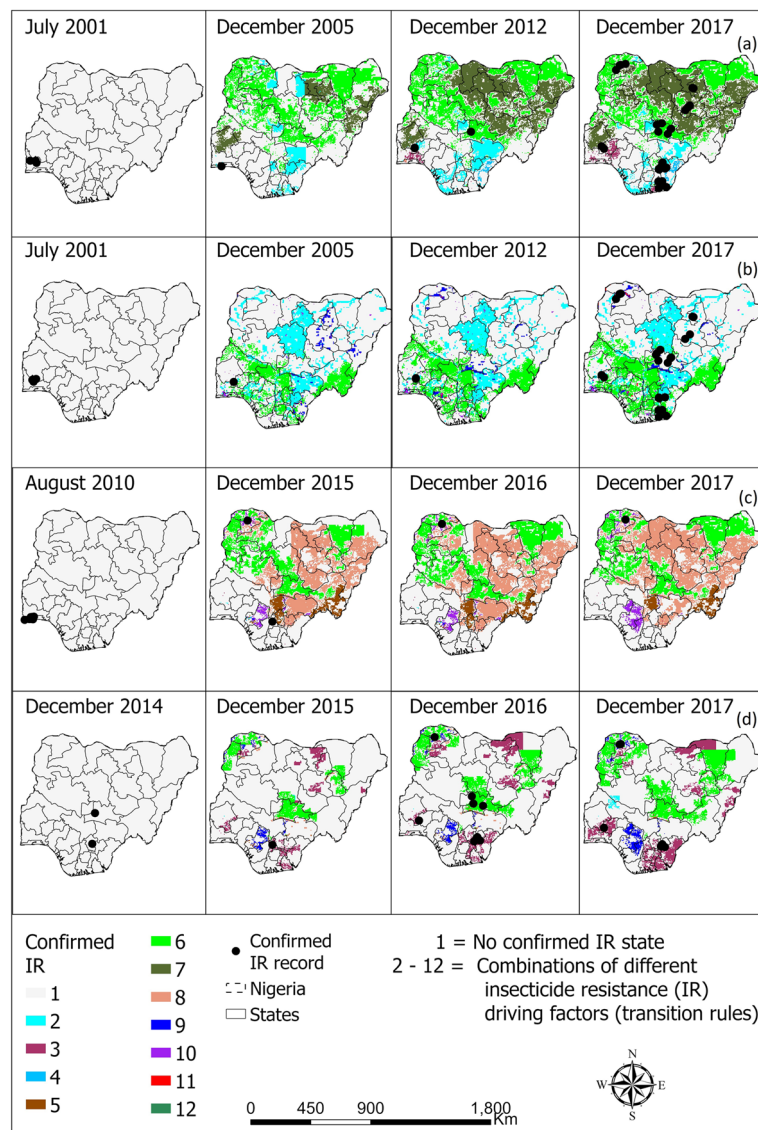 July 2001
December 2005
December 2012
December 2017
(a)
July 2001
December 2005
December 2012
December 2017
(b)
August 2010
December 2015
December 2016
December 2017
(c)
December 2014
December 2015
December 2016
December 2017
(d)
Confirmed
IR
1
2
3
4
5
6
7
8
9
10
11
12
Confirmed
IR record
Nigeria
States
1 = No confirmed IR state
2 - 12 = Combinations of different
insecticide resistance (IR)
driving factors (transition rules)
N
W
E
S
0 450 900 1,800
Km